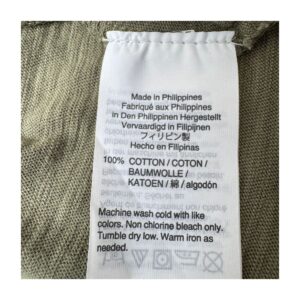 Made in Philippines
Fabriqué aux Philippines
In Den Philippinen Hergestellt
Vervaardigd in Filipijnen
フィリピン製
Hecho en Filipinas
100% COTTON / COTON /
BAUMWOLLE /
KATOEN / 綿 / algodón
Machine wash cold with like
colors. Non chlorine bleach only.
Tumble dry low. Warm iron as
needed.